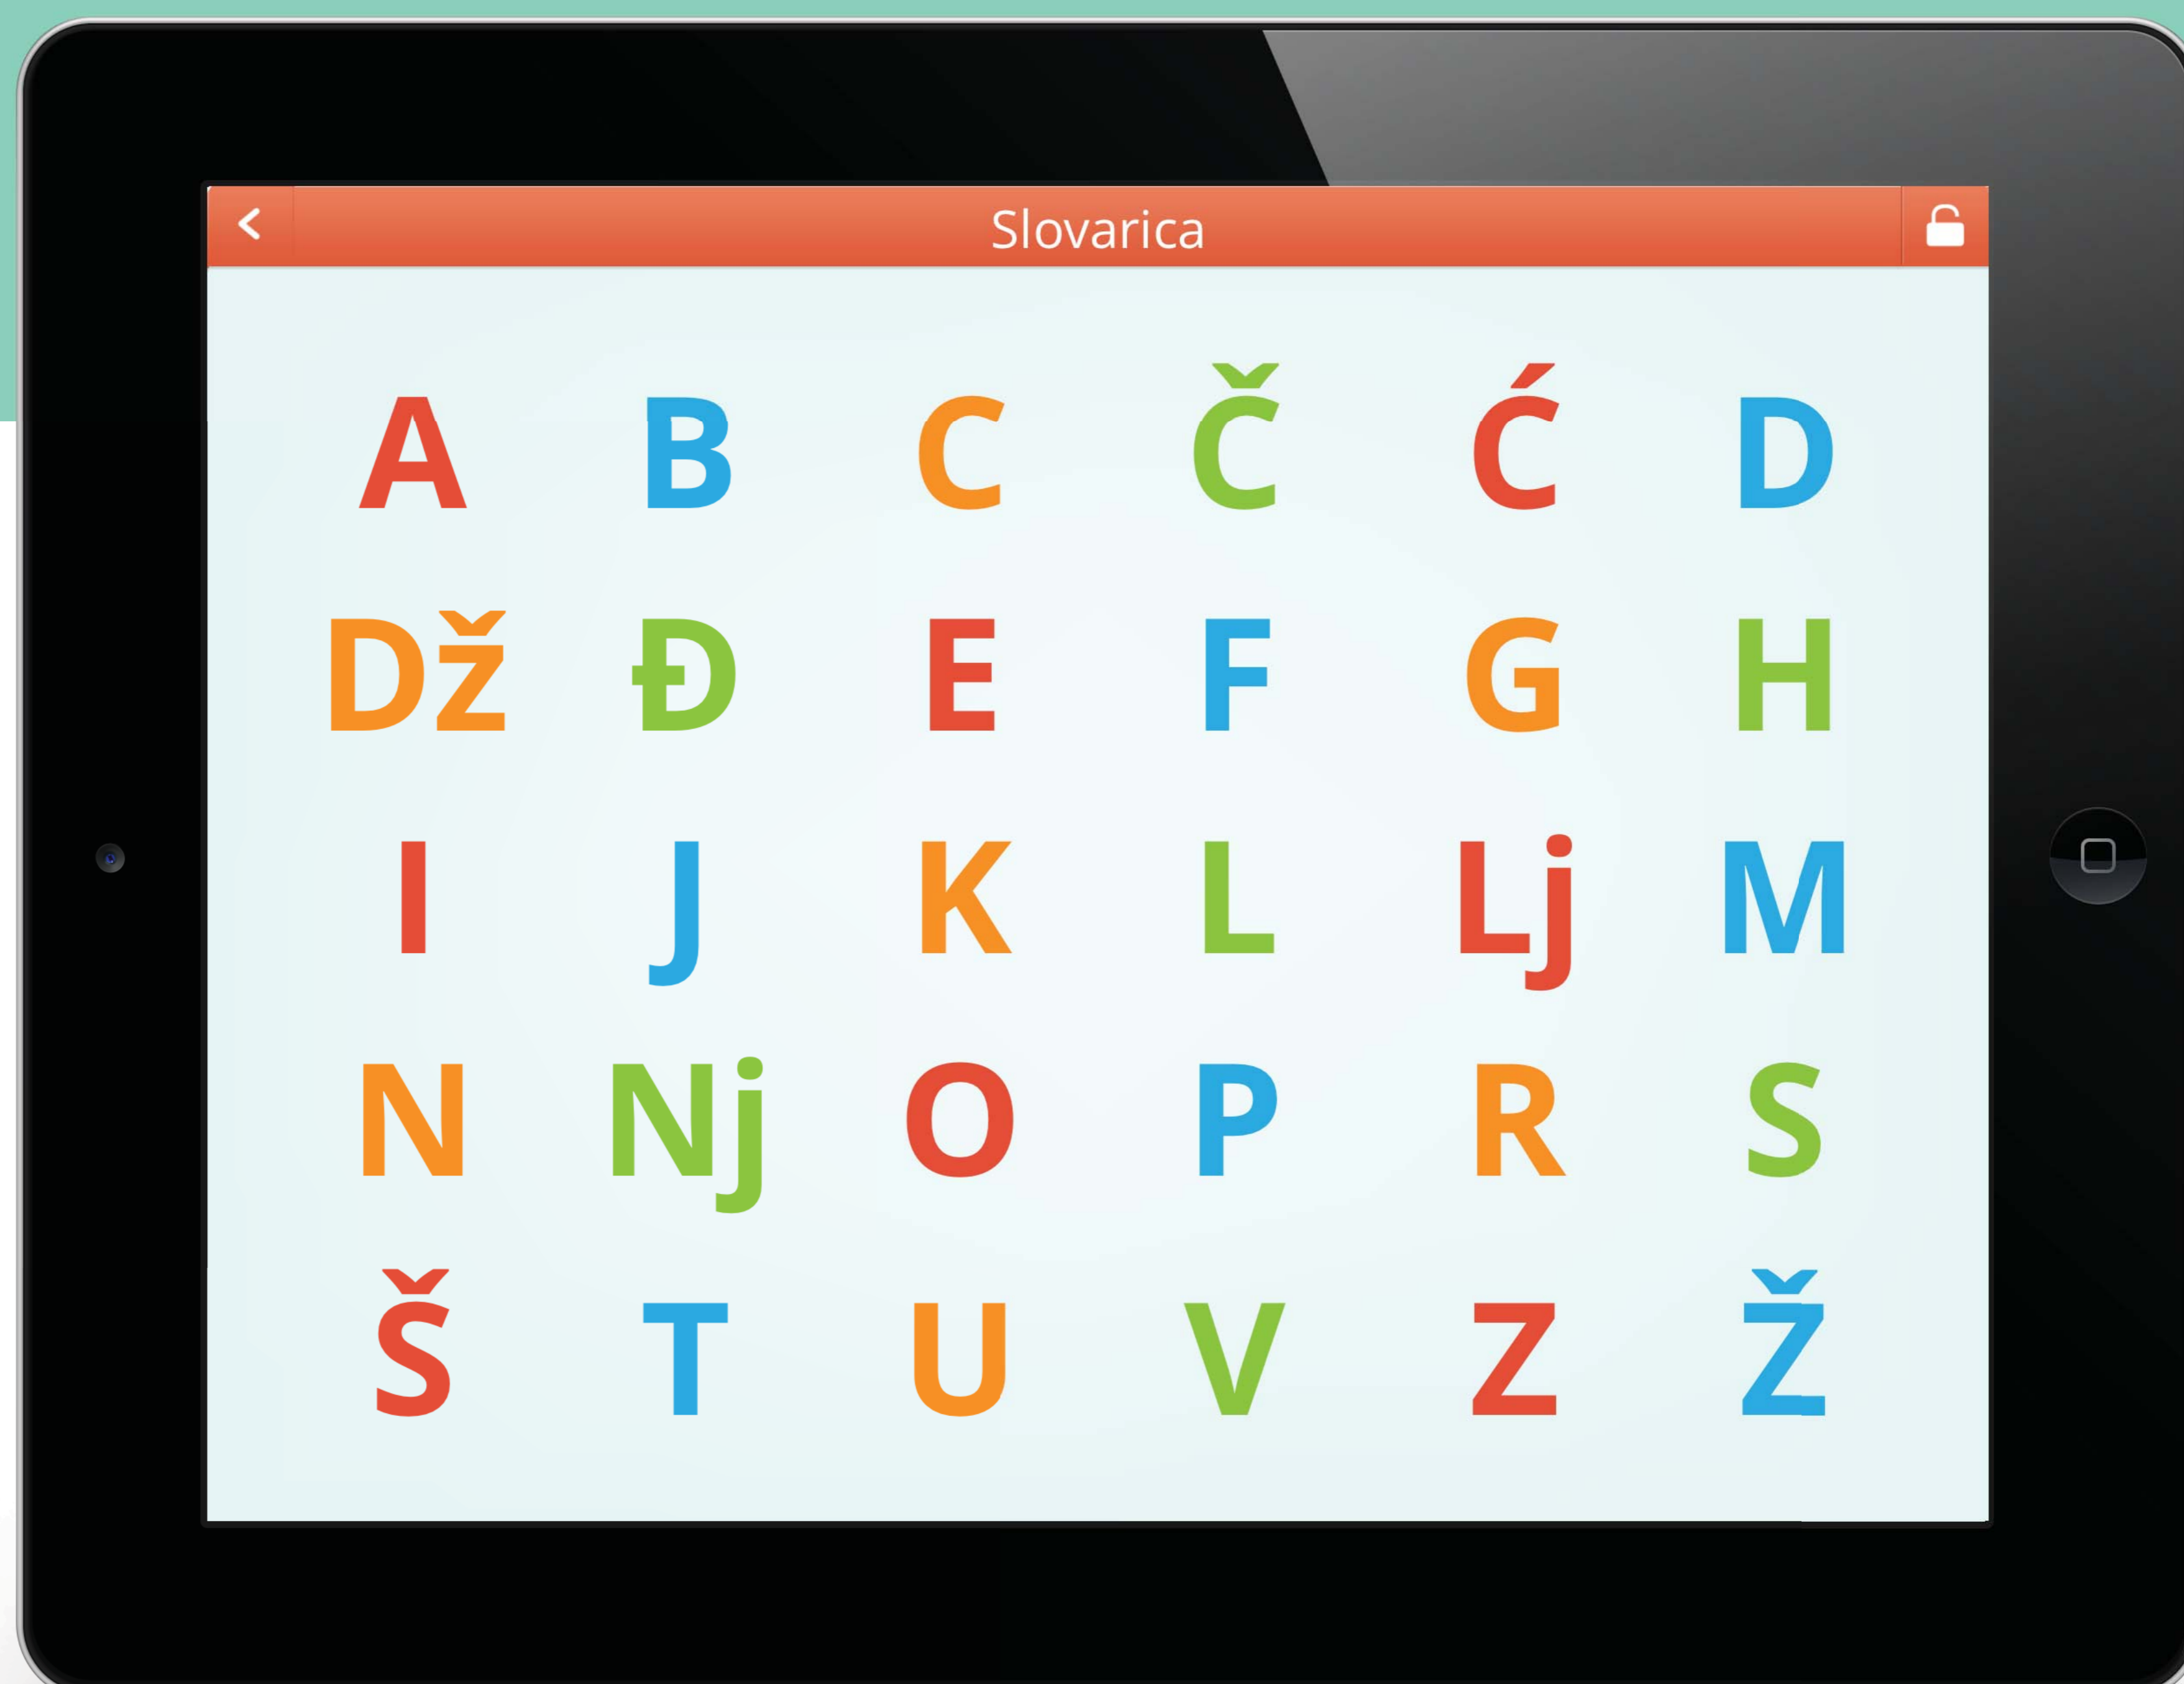 Slovarica
A B C Č Ć D
Dž Đ E F G H
I J K L Lj M
N Nj O P R S
Š T U V Z Ž